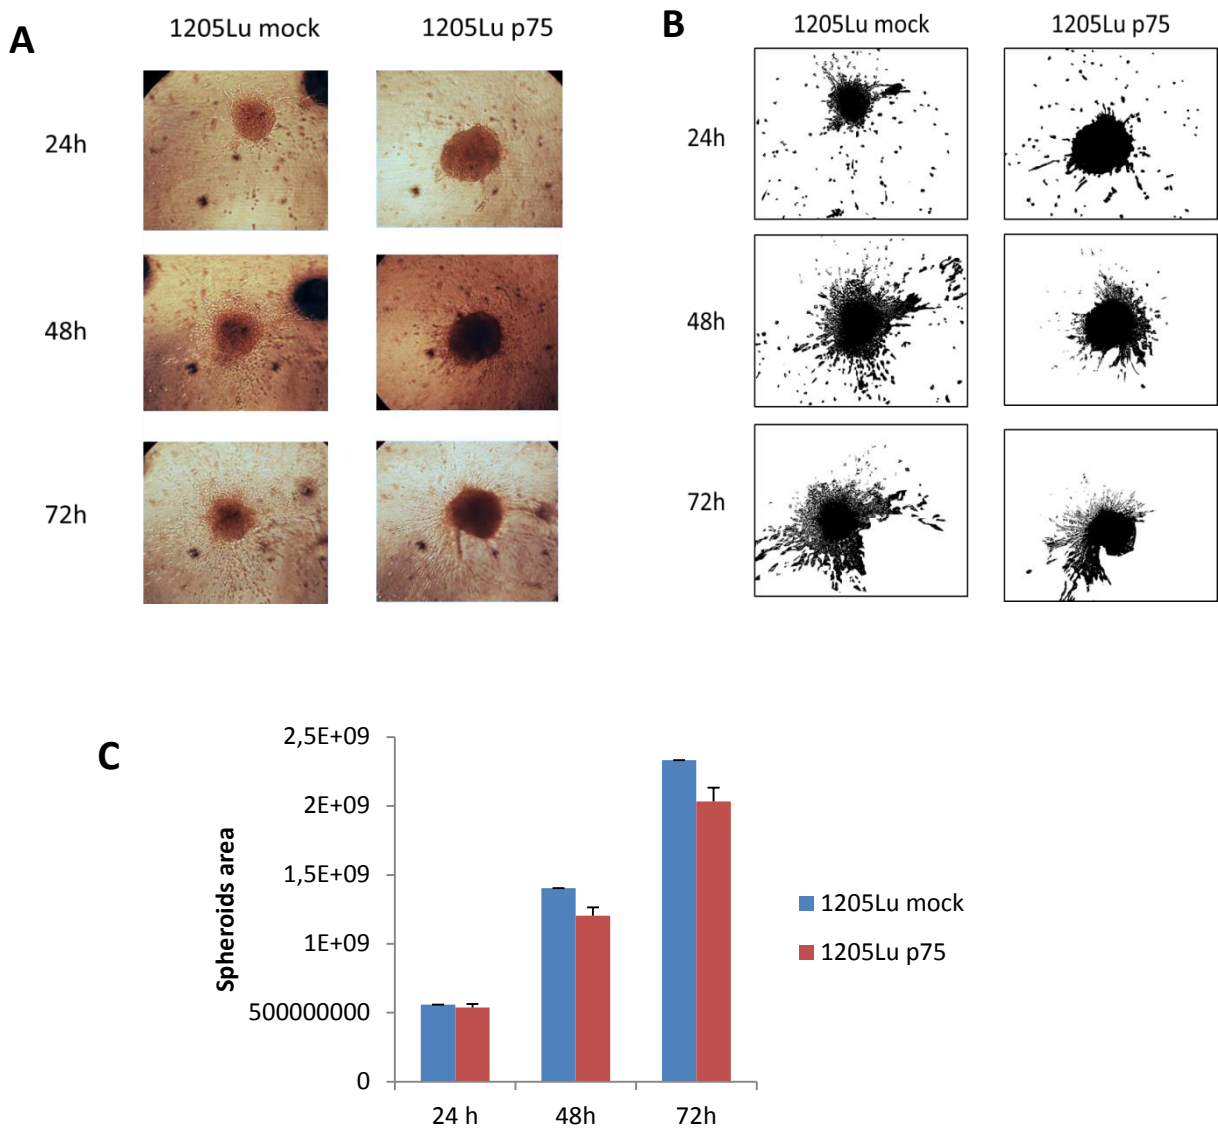 A
1205Lu mock
1205Lu p75
24h
48h
72h
B
1205Lu mock
1205Lu p75
24h
48h
72h
C
Spheroids area
2,5E+09
2E+09
1,5E+09
1E+09
500000000
0
24 h
48h
72h
1205Lu mock
1205Lu p75